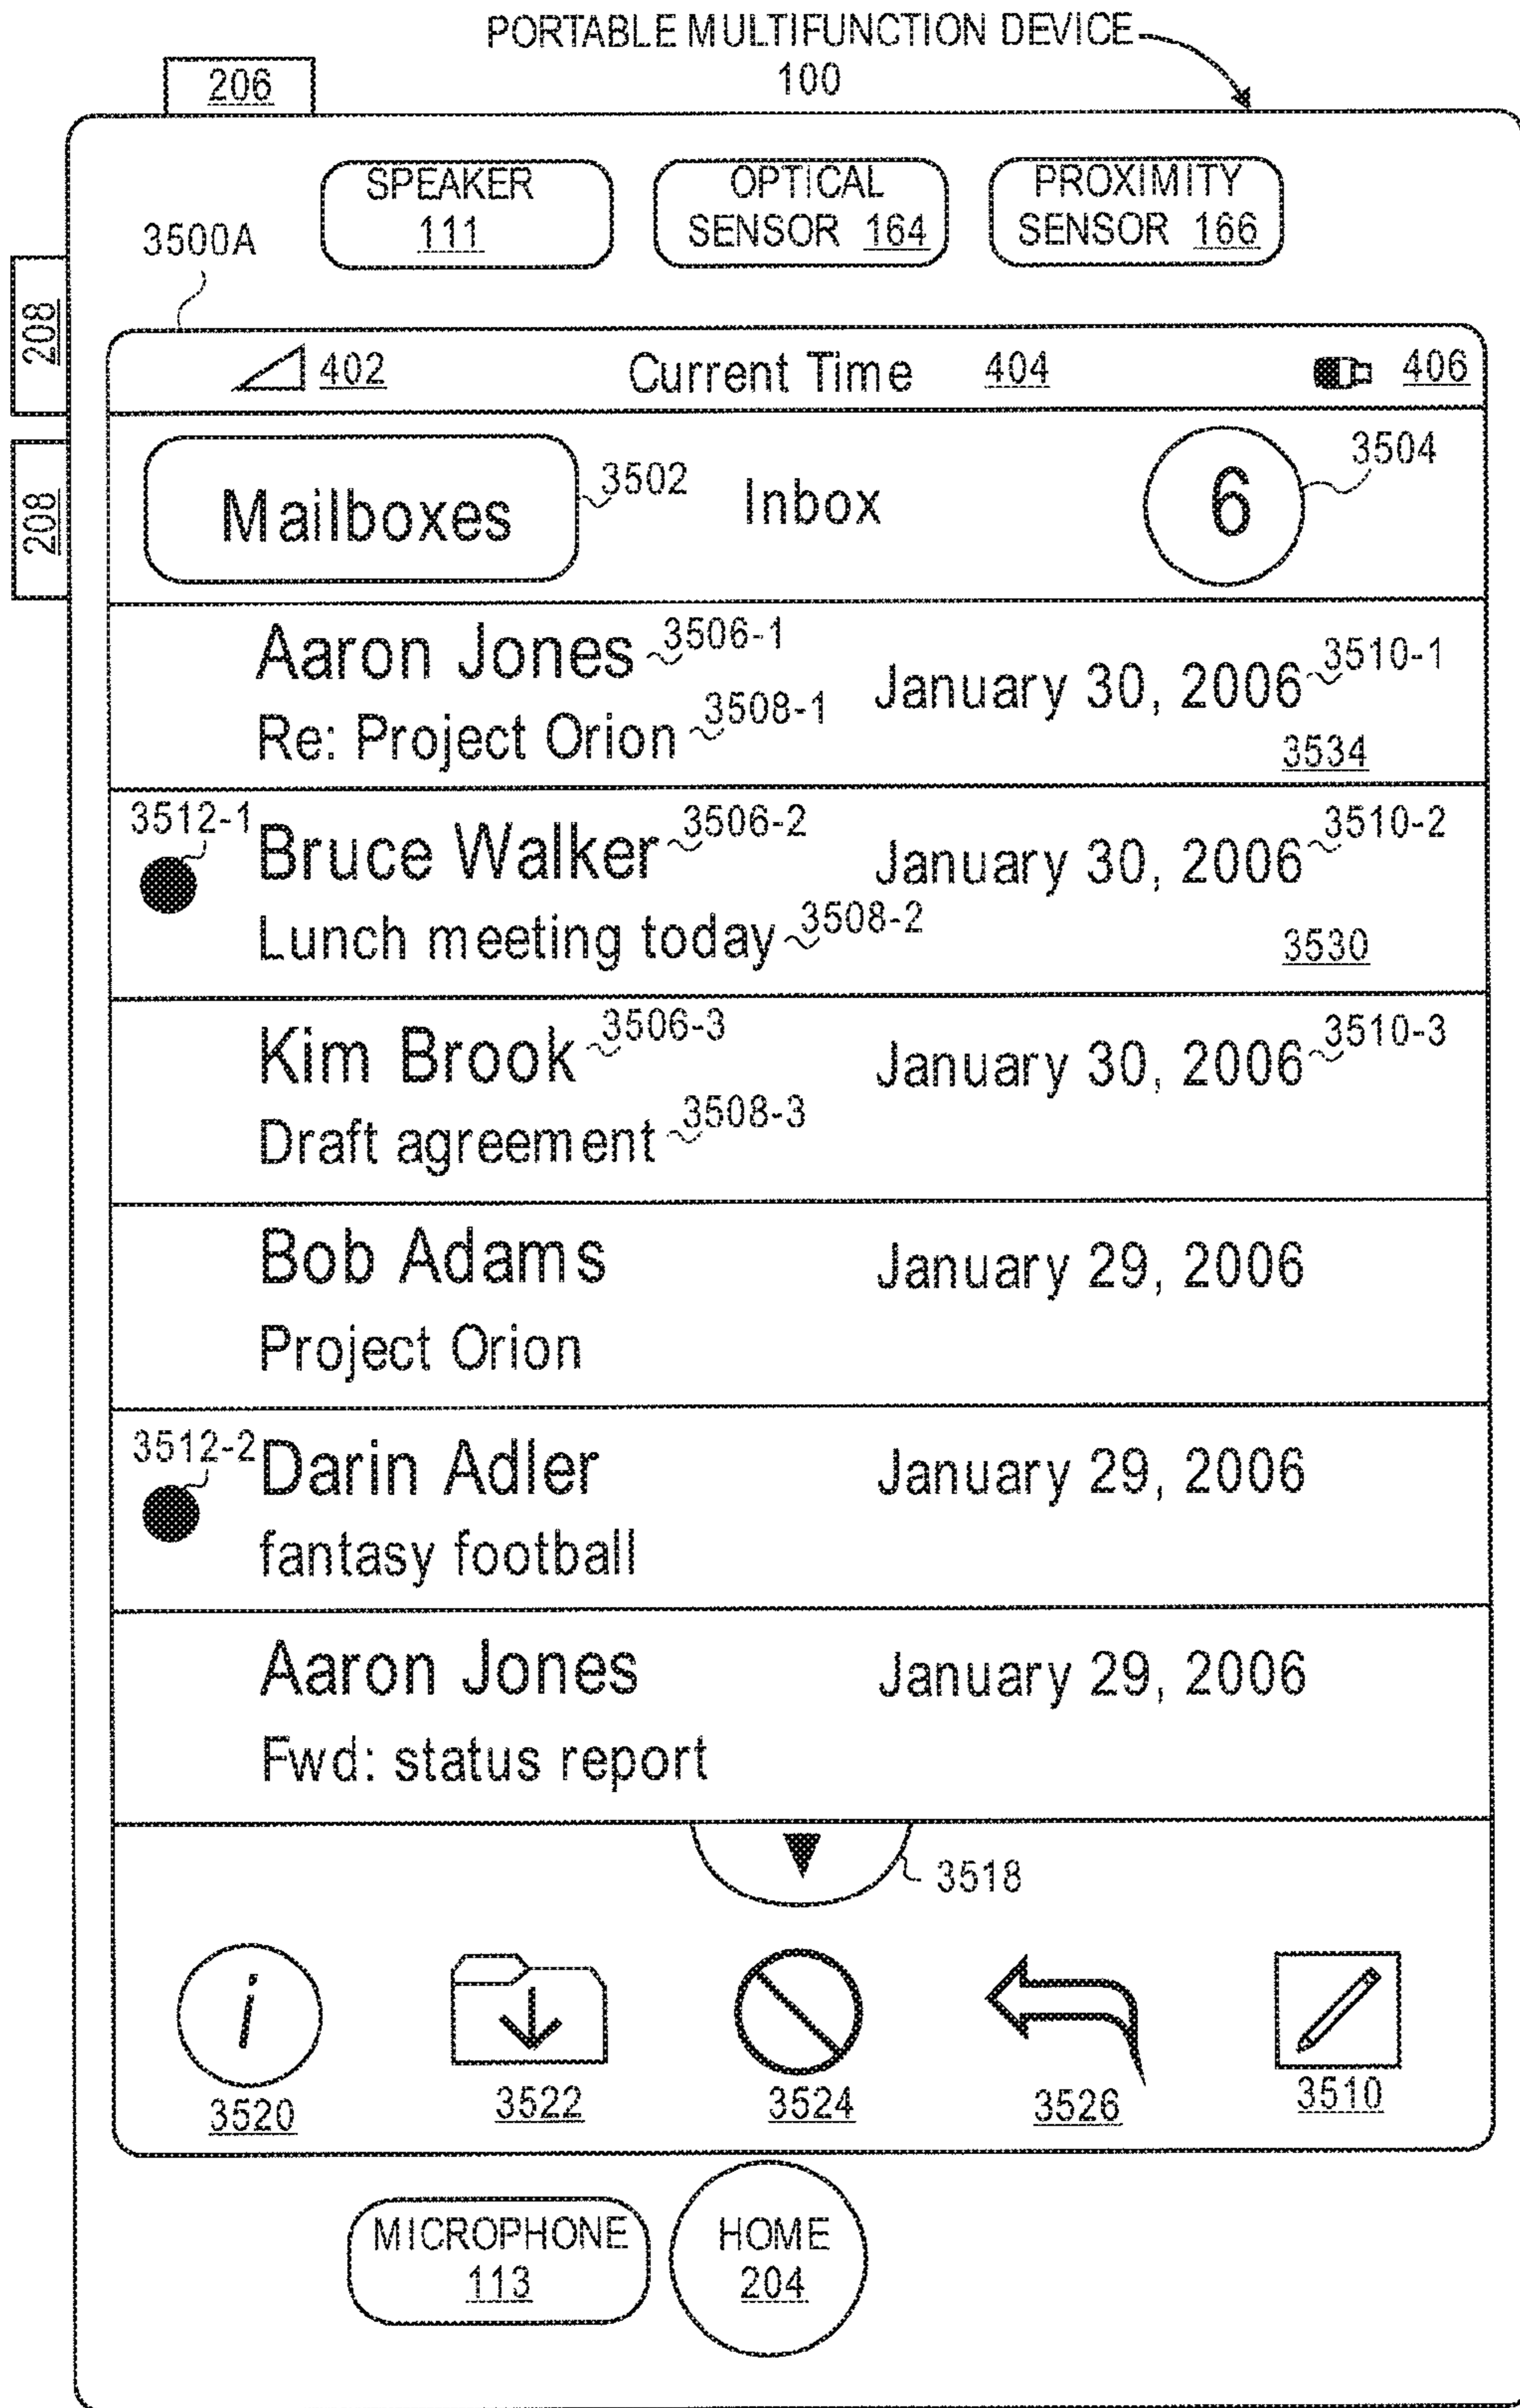 PORTABLE MULTIFUNCTION DEVICE
100
206
SPEAKER
111
OPTICAL
SENSOR 164
PROXIMITY
SENSOR 166
3500A
208
208
402 Current Time 404 406
Mailboxes 3502 Inbox 6 3504
Aaron Jones 3506-1
January 30, 2006 3510-1
Re: Project Orion 3508-1
3534
3512-1 Bruce Walker 3506-2 January 30, 2006 3510-2
Lunch meeting today 3508-2
3530
Kim Brook 3506-3 January 30, 2006 3510-3
Draft agreement 3508-3
Bob Adams January 29, 2006
Project Orion
3512-2 Darin Adler January 29, 2006
fantasy football
Aaron Jones January 29, 2006
Fwd: status report
3518
i
3520 3522 3524 3526 3510
MICROPHONE
113
HOME
204